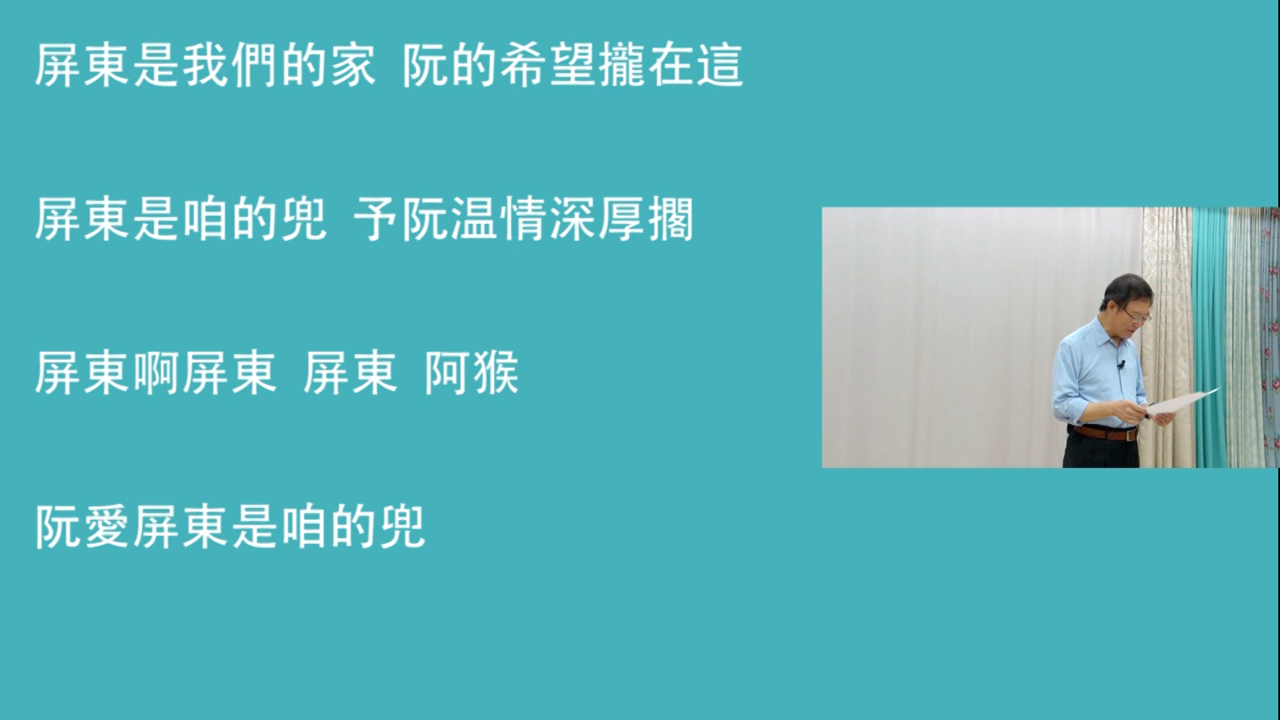 屏東是我們的家 阮的希望攏在這
屏東是咱的兜 予阮温情深厚擱
屏東啊屏東 屏東 阿猴
阮愛屏東是咱的兜